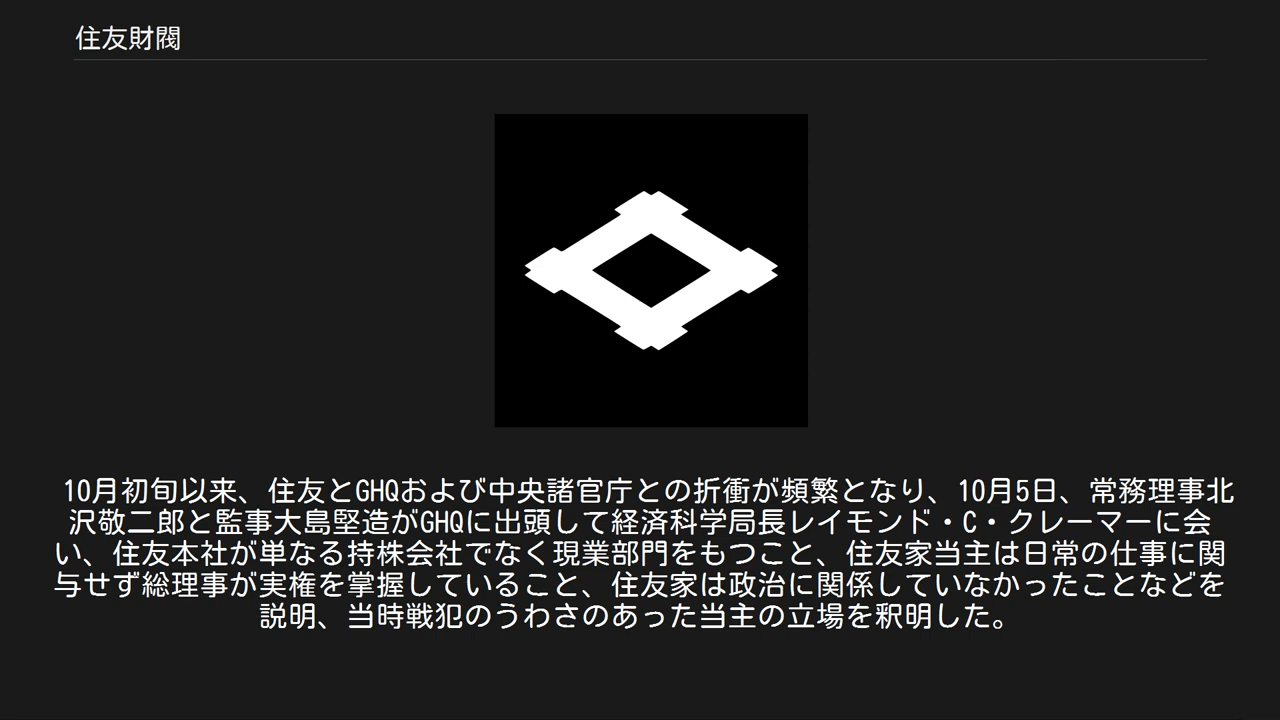 住友財閥
10月初旬以来、住友とGHQおよび中央諸官庁との折衝が頻繁となり、10月5日、常務理事北
沢敬二郎と監事大島堅造がGHQに出頭して経済科学局長レイモンド・C・クレーマーに会
い、住友本社が単なる持株会社でなく現業部門をもつこと、住友家当主は日常の仕事に関
与せず総理事が実権を掌握していること、住友家は政治に関係していなかったことなどを
説明、当時戦犯のうわさのあった当主の立場を釈明した。